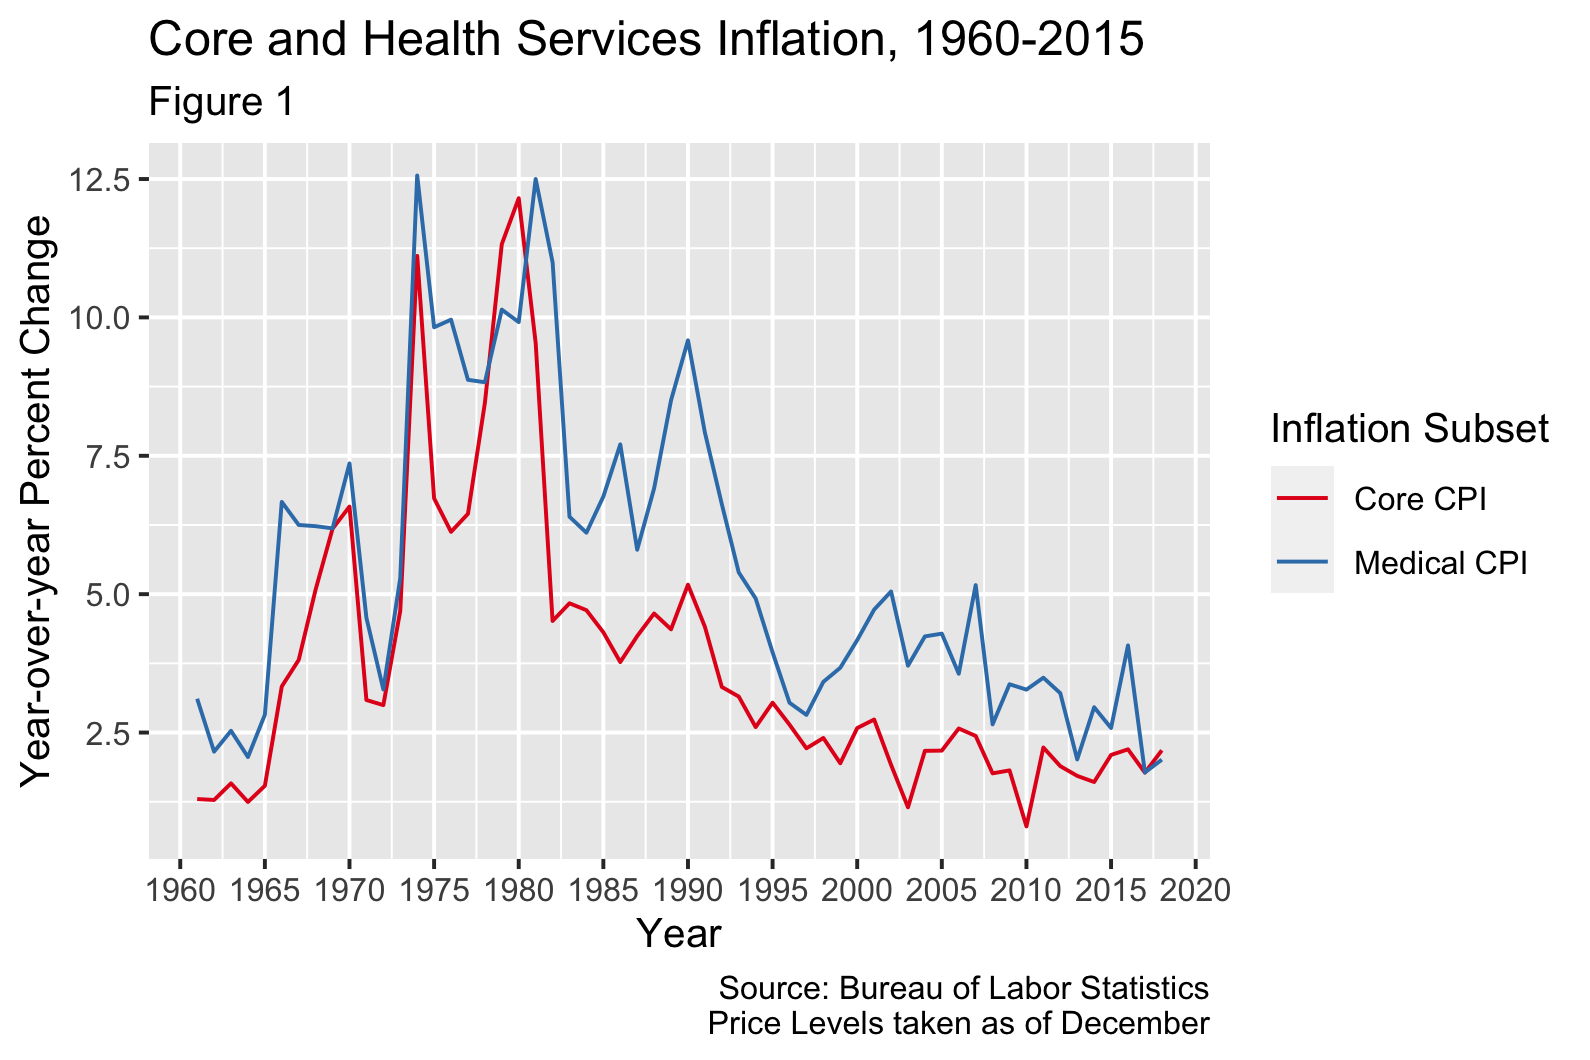 Core and Health Services Inflation, 1960-2015
Figure 1
Year-over-year Percent Change
12.5
10.0
7.5
5.0
2.5
1960 1965 1970 1975 1980 1985 1990 1995 2000 2005 2010 2015 2020
Year
Inflation Subset
Core CPI
Medical CPI
Source: Bureau of Labor Statistics
Price Levels taken as of December